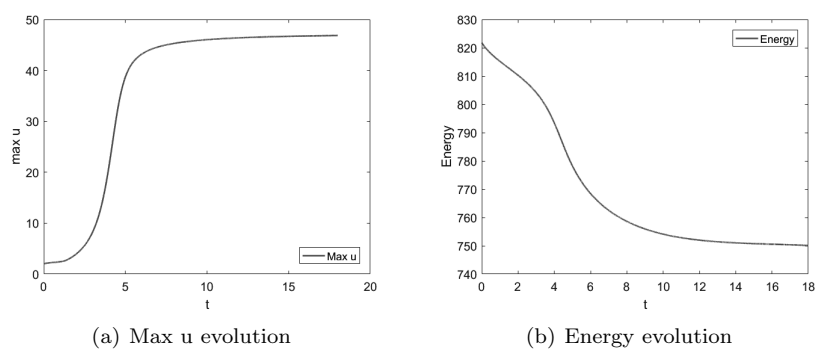 50
40
30
20
10
0
max u
0 5 10 15 20
t
Max u
(a) Max u evolution
830
820
810
800
790
780
770
760
750
740
Energy
0 2 4 6 8 10 12 14 16 18
t
Energy
(b) Energy evolution